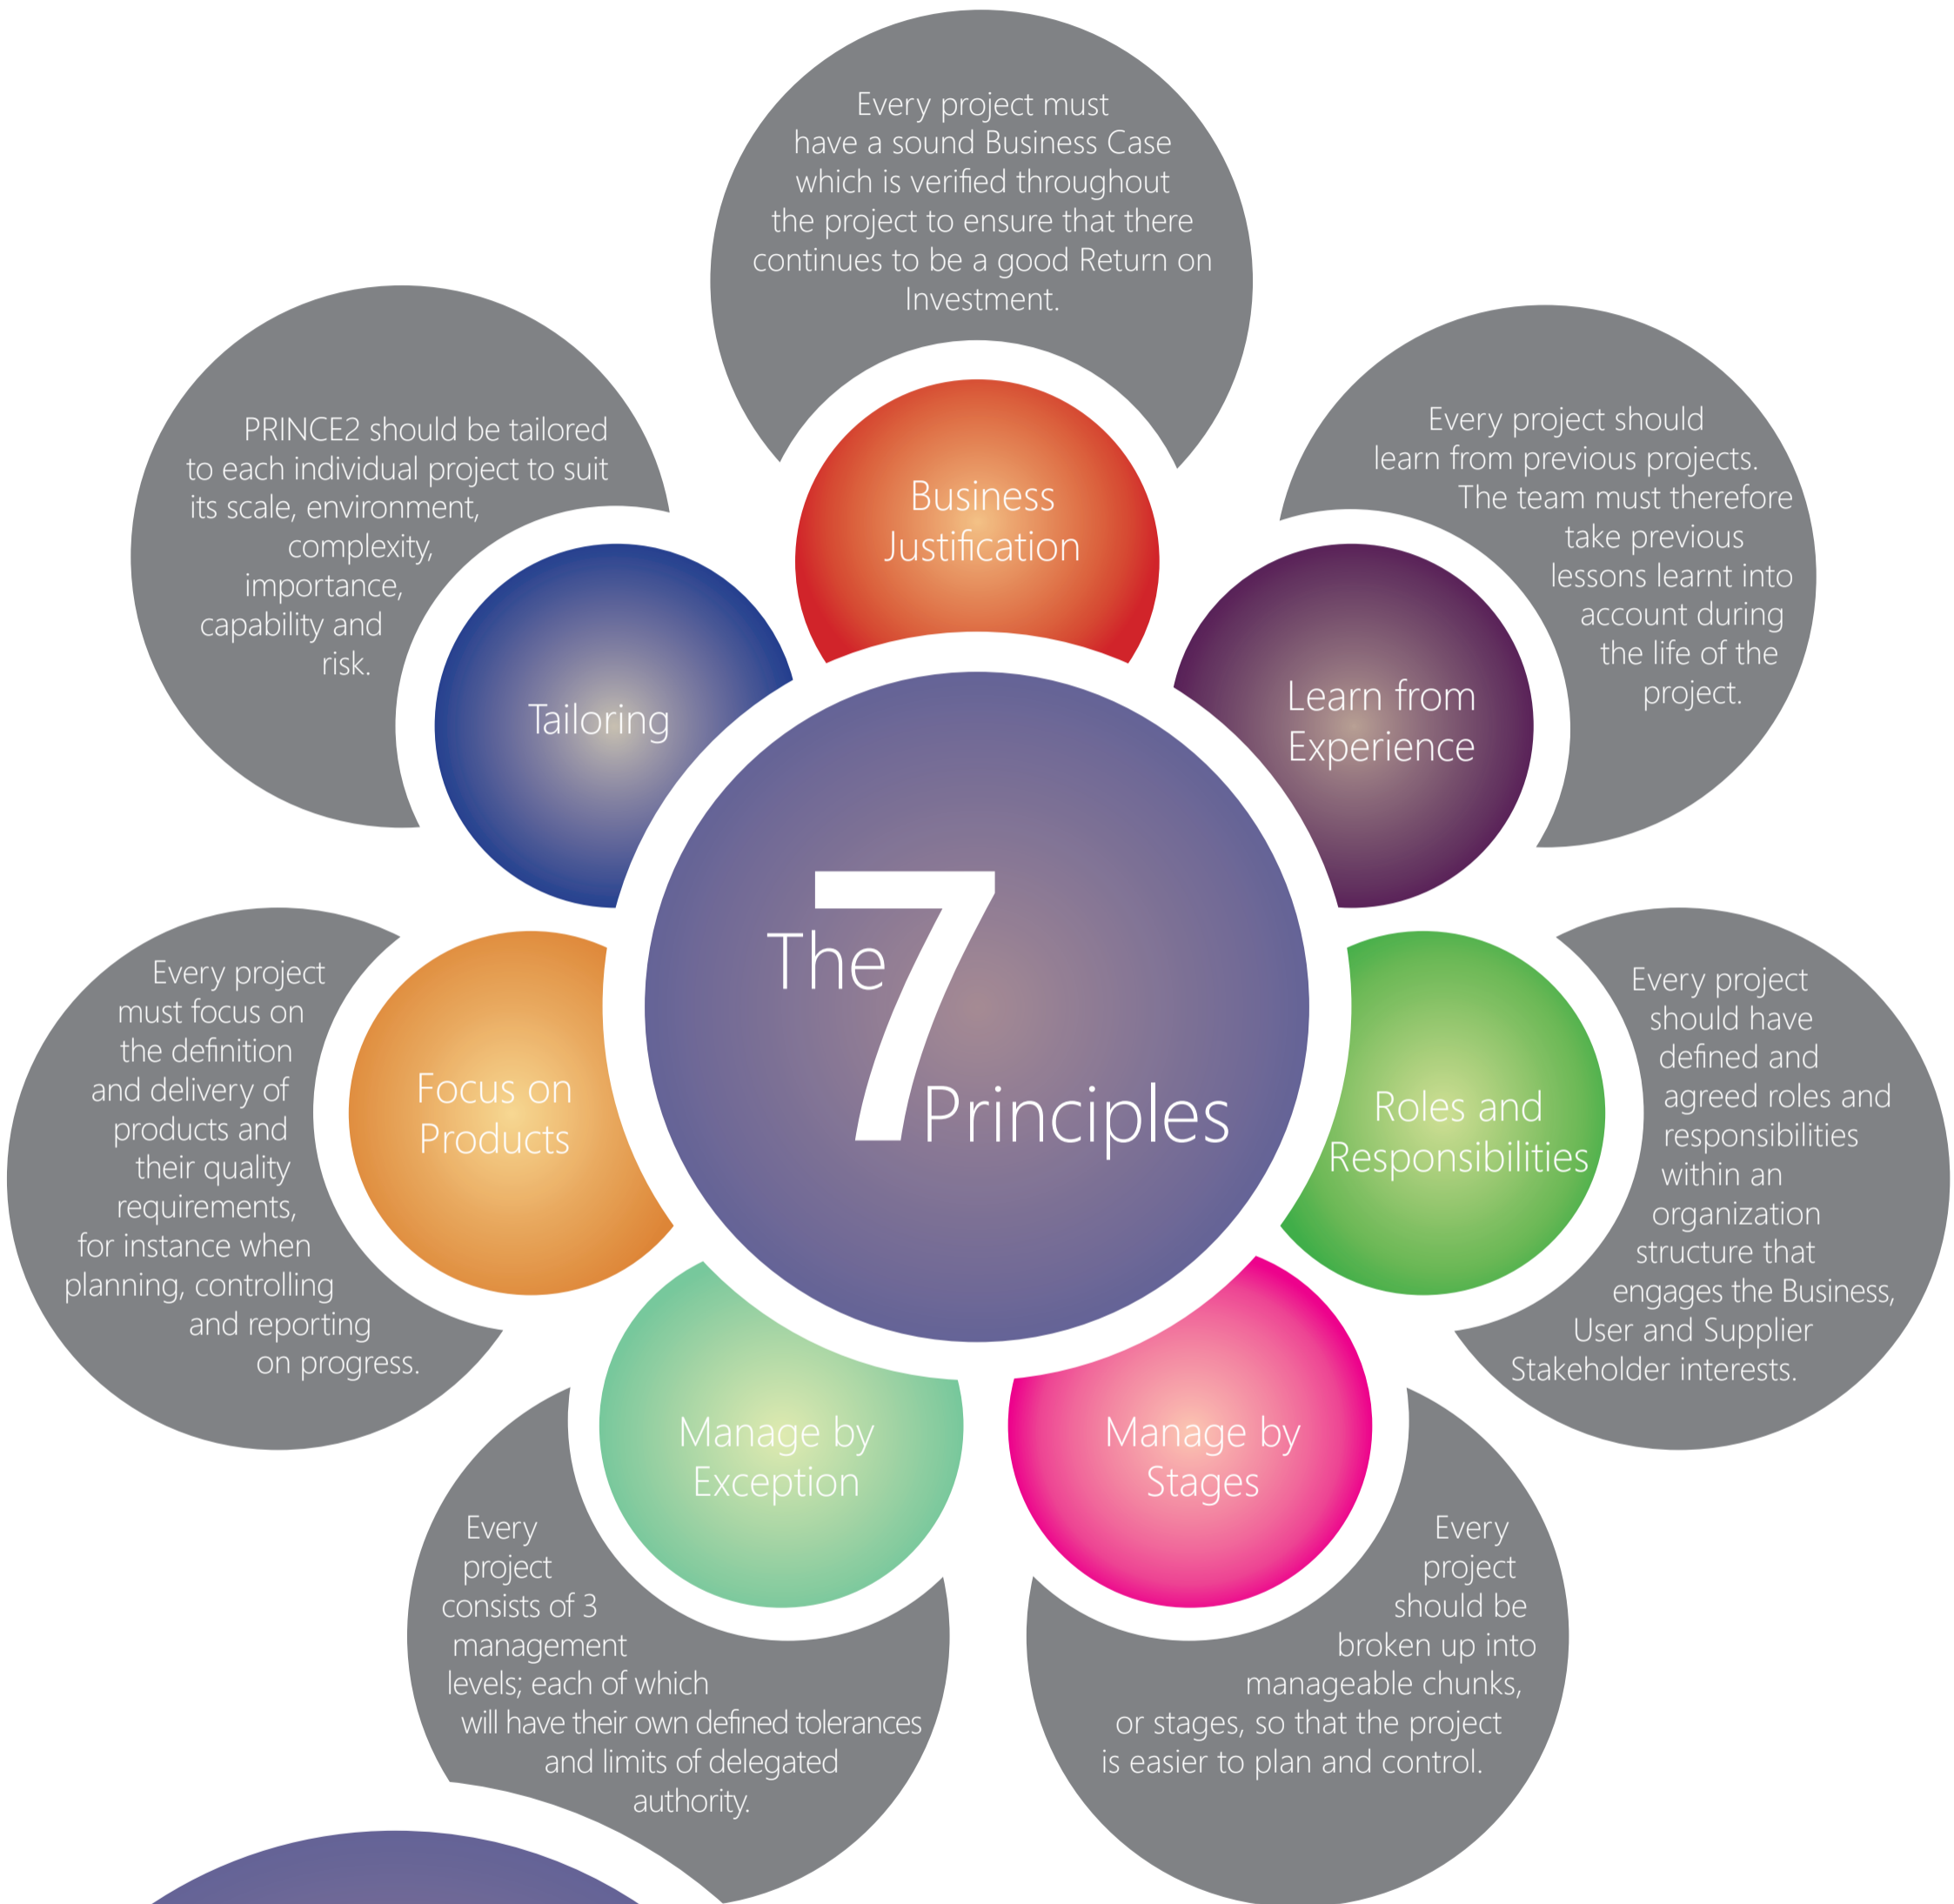 Every project must
have a sound Business Case
which is verified throughout
the project to ensure that there
continues to be a good Return on
Investment.
Business
Justification
Every project should
learn from previous projects.
The team must therefore
take previous
lessons learnt into
account during
the life of the
project.
Learn from
Experience
Every project
should have
defined and
agreed roles and
responsibilities
within an
organization
structure that
engages the Business,
User and Supplier
Stakeholder interests.
Roles and
Responsibilities
Every
project
should be
broken up into
manageable chunks,
or stages, so that the project
is easier to plan and control.
Manage by
Stages
Every
project
consists of 3
management
levels; each of which
will have their own defined tolerances
and limits of delegated
authority.
Manage by
Exception
Every project
must focus on
the definition
and delivery of
products and
their quality
requirements,
for instance when
planning, controlling
and reporting
on progress.
Focus on
Products
PRINCE2 should be tailored
to each individual project to suit
its scale, environment,
complexity,
importance,
capability and
risk.
Tailoring
The 7
Principles